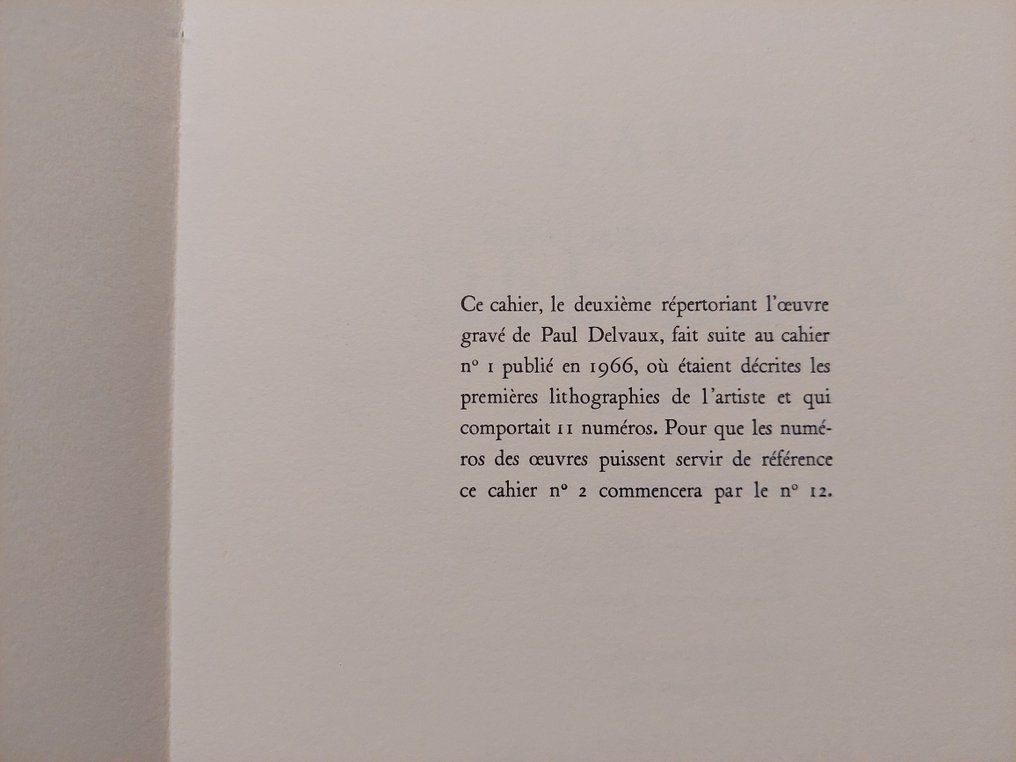 Ce cahier, le deuxième répertoriant l'œuvre
gravé de Paul Delvaux, fait suite au cahier
nº 1 publié en 1966, où étaient décrites les
premières lithographies de l'artiste et qui
comportait 11 numéros. Pour que les numé-
ros des œuvres puissent servir de référence
ce cahier nº 2 commencera par le nº 12.